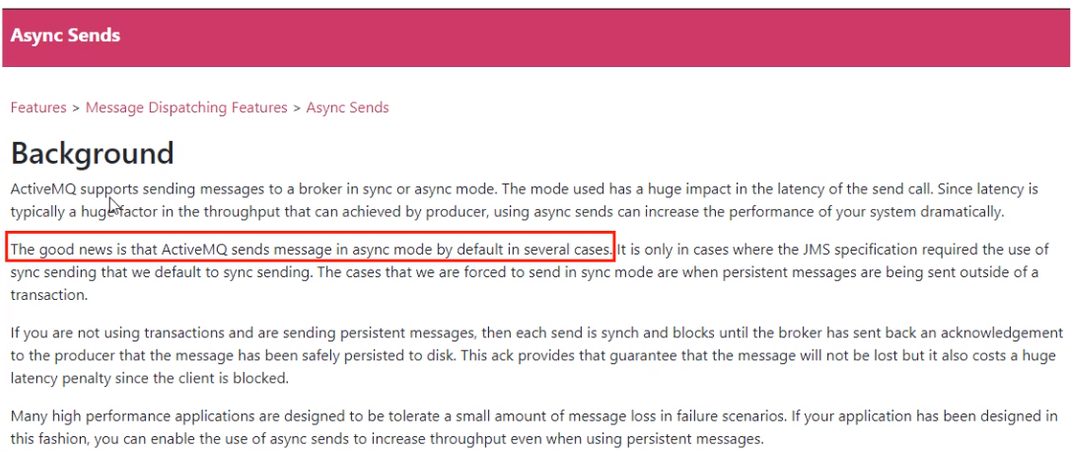 Async Sends
Features > Message Dispatching Features > Async Sends
Background
ActiveMQ supports sending messages to a broker in sync or async mode. The mode used has a huge impact in the latency of the send call. Since latency is
typically a huge factor in the throughput that can achieved by producer, using async sends can increase the performance of your system dramatically.
The good news is that ActiveMQ sends message in async mode by default in several cases. It is only in cases where the JMS specification required the use of
sync sending that we default to sync sending. The cases that we are forced to send in sync mode are when persistent messages are being sent outside of a
transaction.
If you are not using transactions and are sending persistent messages, then each send is synch and blocks until the broker has sent back an acknowledgement
to the producer that the message has been safely persisted to disk. This ack provides that guarantee that the message will not be lost but it also costs a huge
latency penalty since the client is blocked.
Many high performance applications are designed to be tolerate a small amount of message loss in failure scenarios. If your application has been designed in
this fashion, you can enable the use of async sends to increase throughput even when using persistent messages.